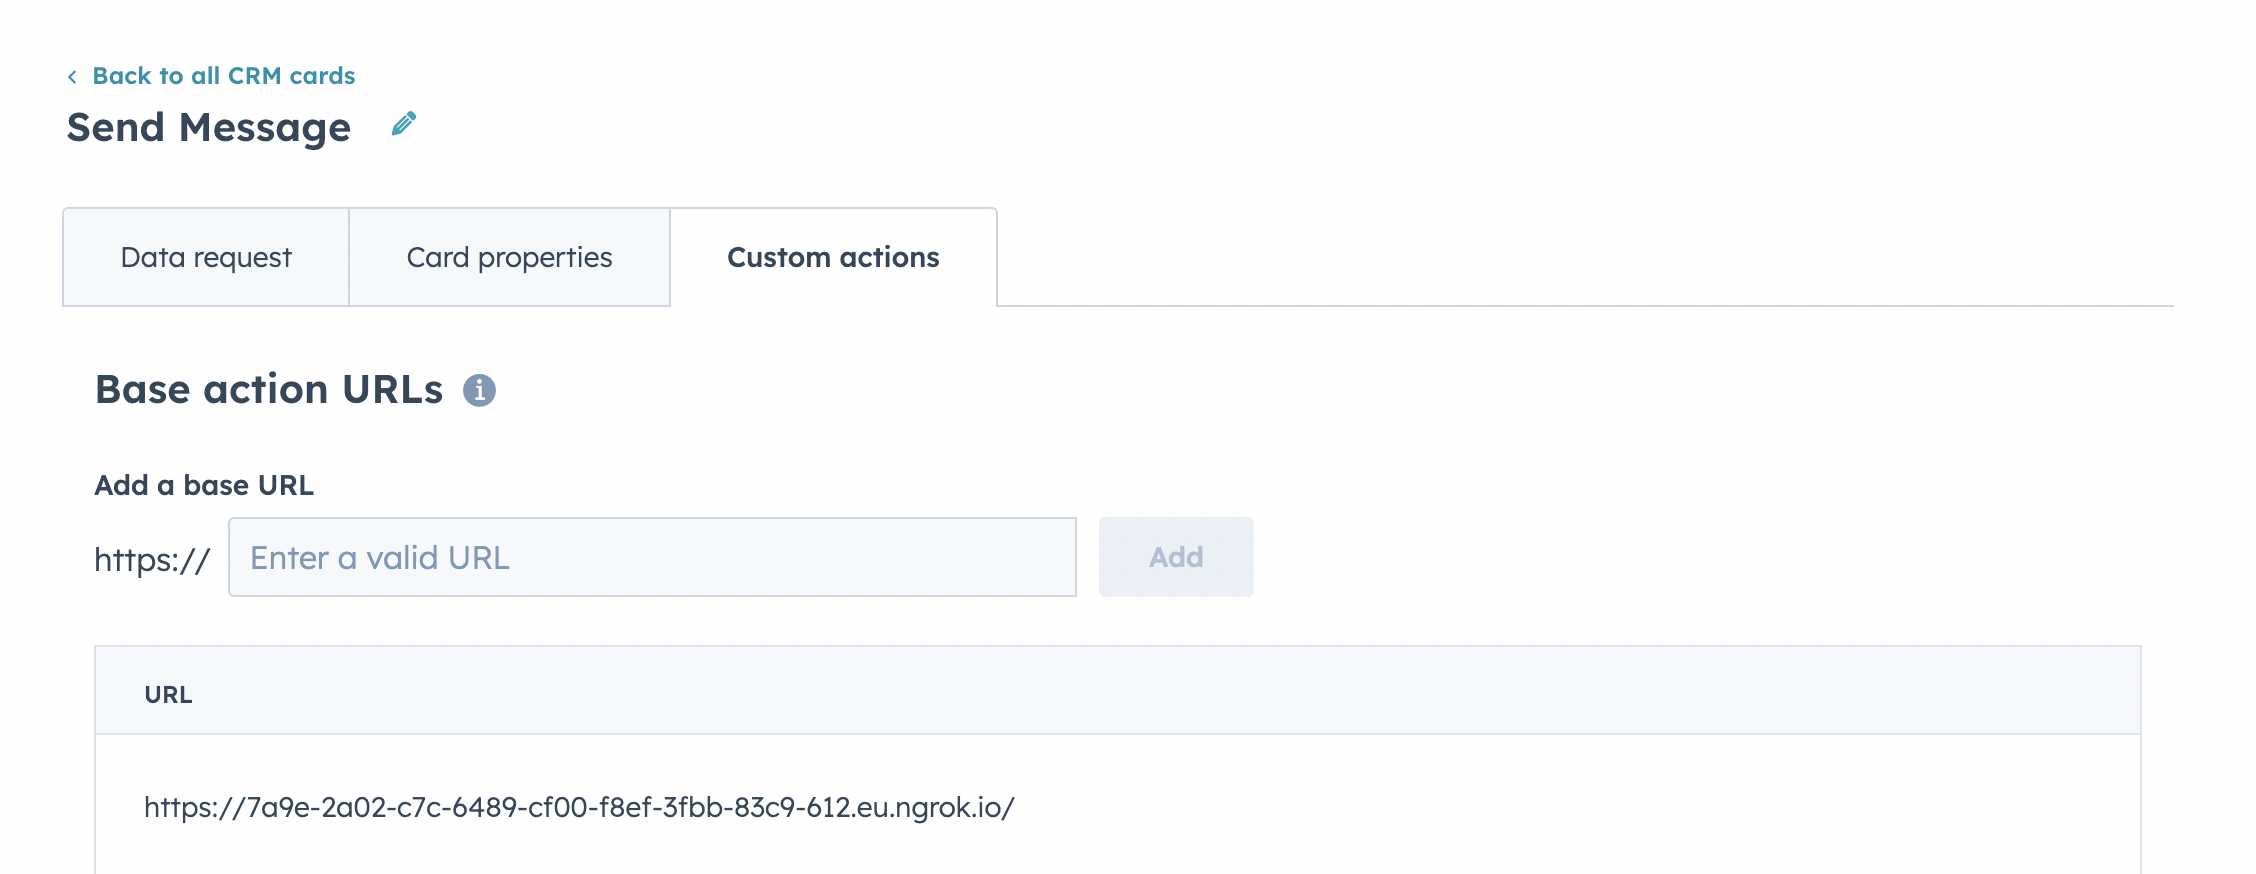 Back to all CRM cards
Send Message
Data request
Card properties
Custom actions
Base action URLs
Add a base URL
https:// Enter a valid URL Add
URL
https://7a9e-2a02-c7c-6489-cf00-f8ef-3fbb-83c9-612.eu.ngrok.io/